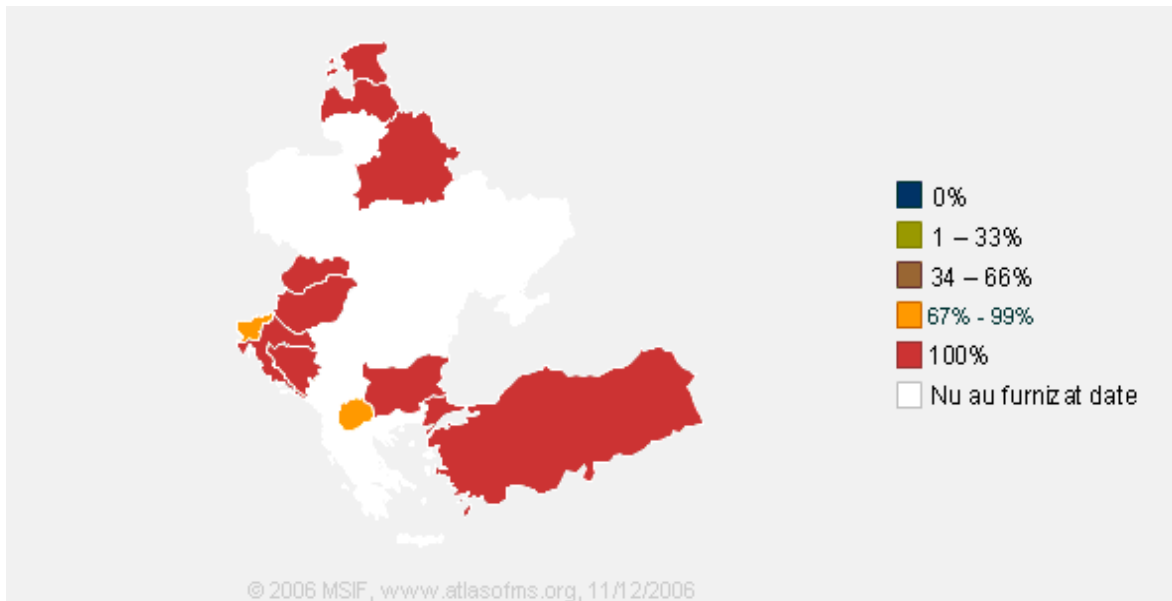 0%
1 – 33%
34 – 66%
67% - 99%
100%
Nu au furnizat date
© 2006 MSIF, www.atlasofms.org, 11/12/2006